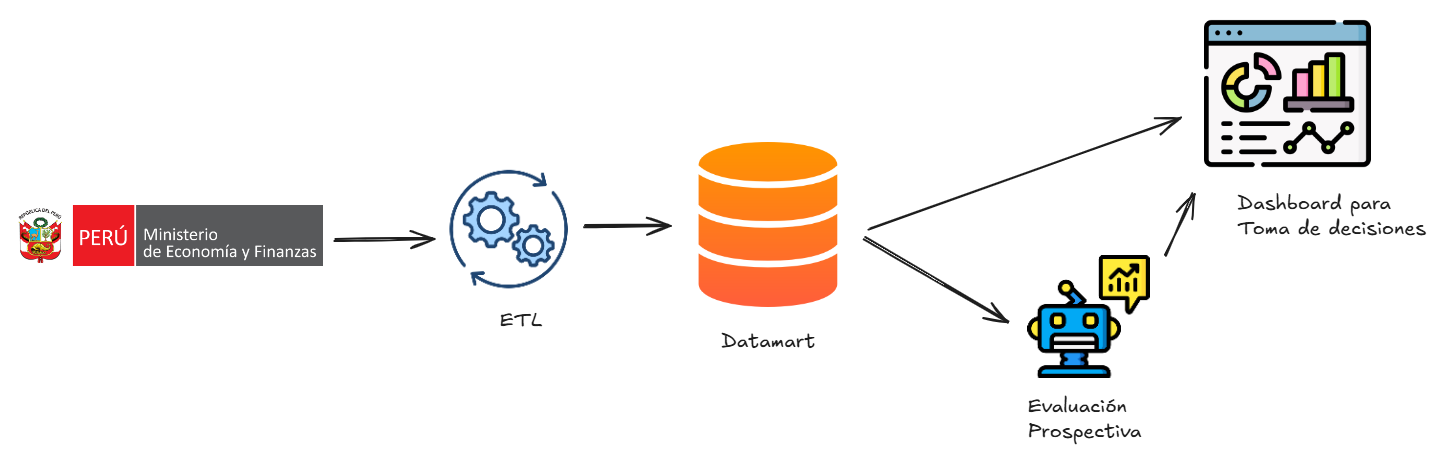 REPÚBLICA DEL PERÚ
PERÚ
Ministerio
de Economía y Finanzas
ETL
Datamart
Dashboard para
Toma de decisiones
Evaluación
Prospectiva